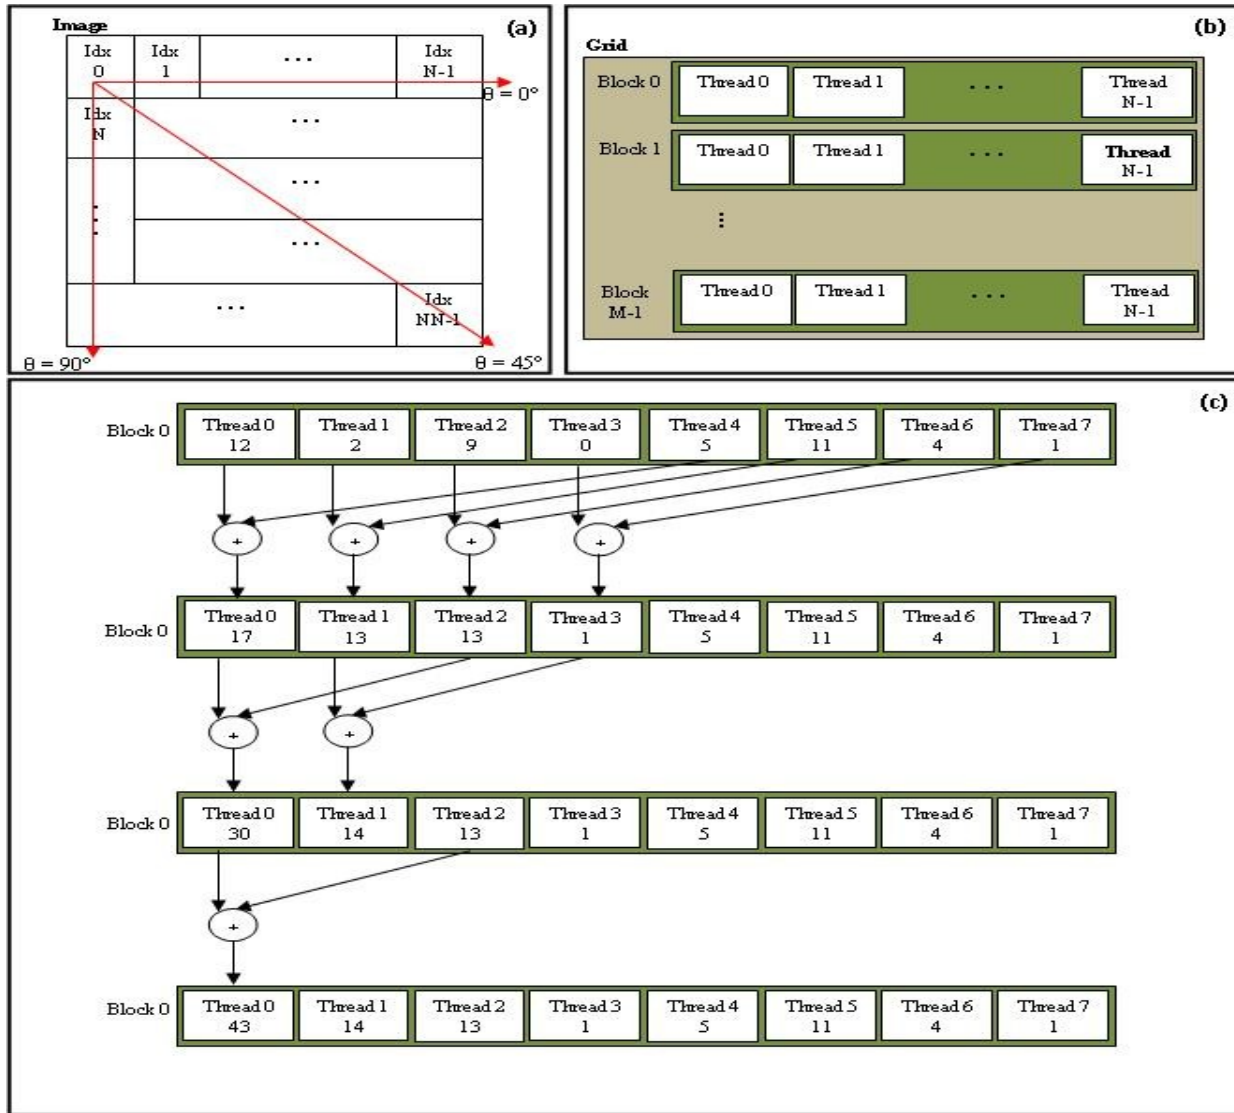 (a)
Image
Idx
0
Idx
1
...
Idx
N-1
θ = 0°
Idx
N
...
...
...
...
...
Idx
NN-1
θ = 90°
θ = 45°
(b)
Grid
Block 0
Thread 0
Thread 1
...
Thread
N-1
Block 1
Thread 0
Thread 1
...
Thread
N-1
...
Block
M-1
Thread 0
Thread 1
...
Thread
N-1
(c)
Block 0
Thread 0
12
Thread 1
2
Thread 2
9
Thread 3
0
Thread 4
5
Thread 5
11
Thread 6
4
Thread 7
1
+
+
+
+
Block 0
Thread 0
17
Thread 1
13
Thread 2
13
Thread 3
1
Thread 4
5
Thread 5
11
Thread 6
4
Thread 7
1
+
+
Block 0
Thread 0
30
Thread 1
14
Thread 2
13
Thread 3
1
Thread 4
5
Thread 5
11
Thread 6
4
Thread 7
1
+
Block 0
Thread 0
43
Thread 1
14
Thread 2
13
Thread 3
1
Thread 4
5
Thread 5
11
Thread 6
4
Thread 7
1